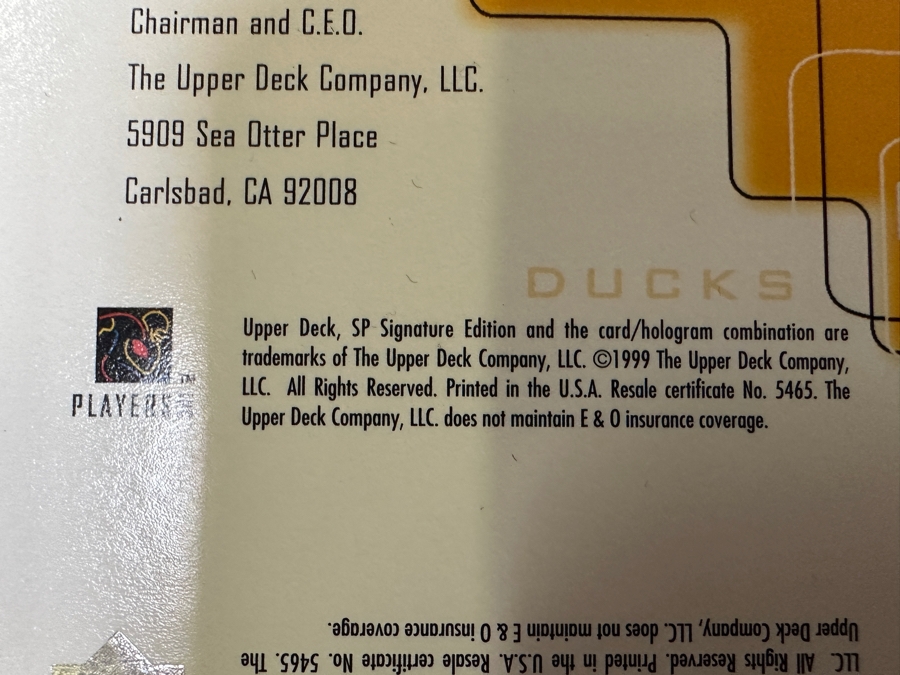 Chairman and C.E.O.
The Upper Deck Company, LLC.
5909 Sea Otter Place
Carlsbad, CA 92008
DUCKS
Upper Deck, SP Signature Edition and the card/hologram combination are
trademarks of The Upper Deck Company, LLC. ©1999 The Upper Deck Company,
LLC. All Rights Reserved. Printed in the U.S.A. Resale certificate No. 5465. The
Upper Deck Company, LLC. does not maintain E & O insurance coverage.
TM
PLAYERS
Upper Deck Company, LLC. does not maintain E & O insurance coverage.
LLC. All Rights Reserved. Printed in the U.S.A. Resale certificate No. 5465. The